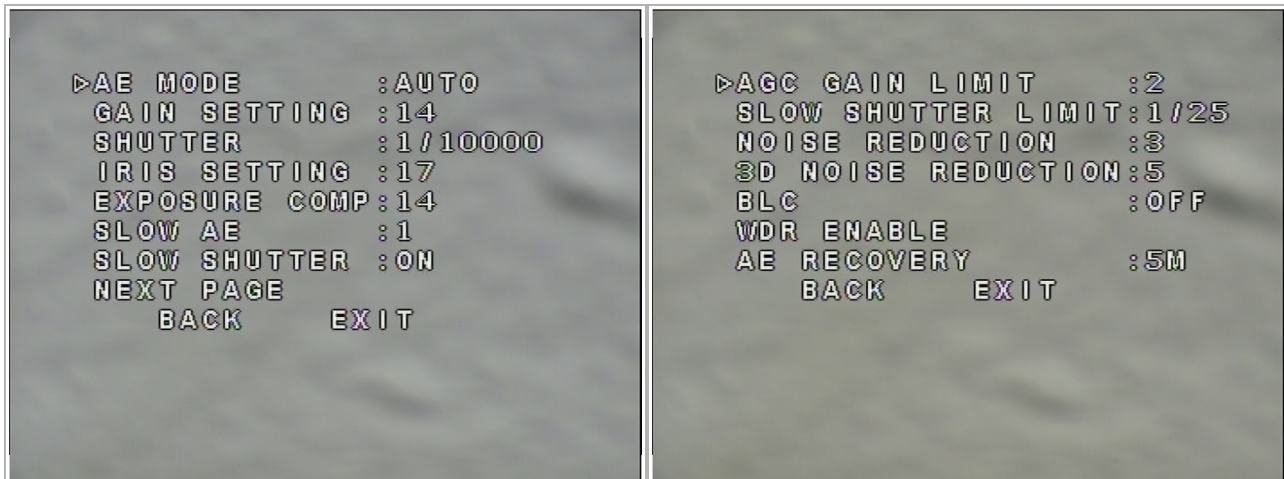 ▷AE MODE :AUTO
GAIN SETTING :14
SHUTTER :1/10000
IRIS SETTING :17
EXPOSURE COMP:14
SLOW AE :1
SLOW SHUTTER :ON
NEXT PAGE
BACK EXIT
▷AGC GAIN LIMIT :2
SLOW SHUTTER LIMIT:1/25
NOISE REDUCTION :3
3D NOISE REDUCTION:5
BLC :OFF
WDR ENABLE
AE RECOVERY :5M
BACK EXIT